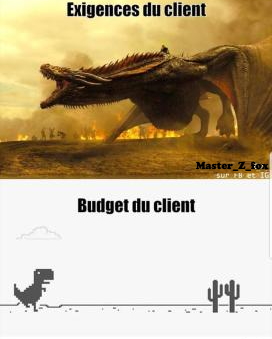 Exigences du client
Master_Z_fox
sur FB et IG
Budget du client